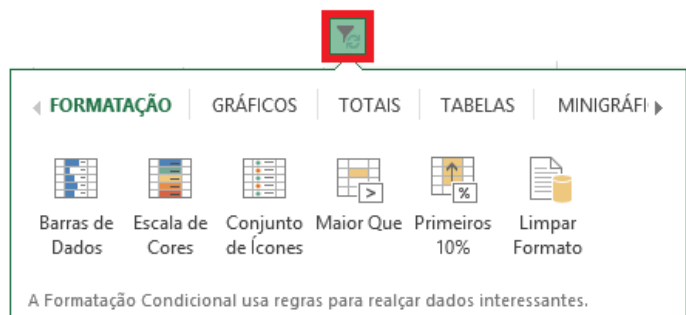 FORMATAÇÃO GRÁFICOS TOTAIS TABELAS MINIGRÁFI
> %
Barras de Dados
Escala de Cores
Conjunto de Ícones
Maior Que
Primeiros 10%
Limpar Formato
A Formatação Condicional usa regras para realçar dados interessantes.